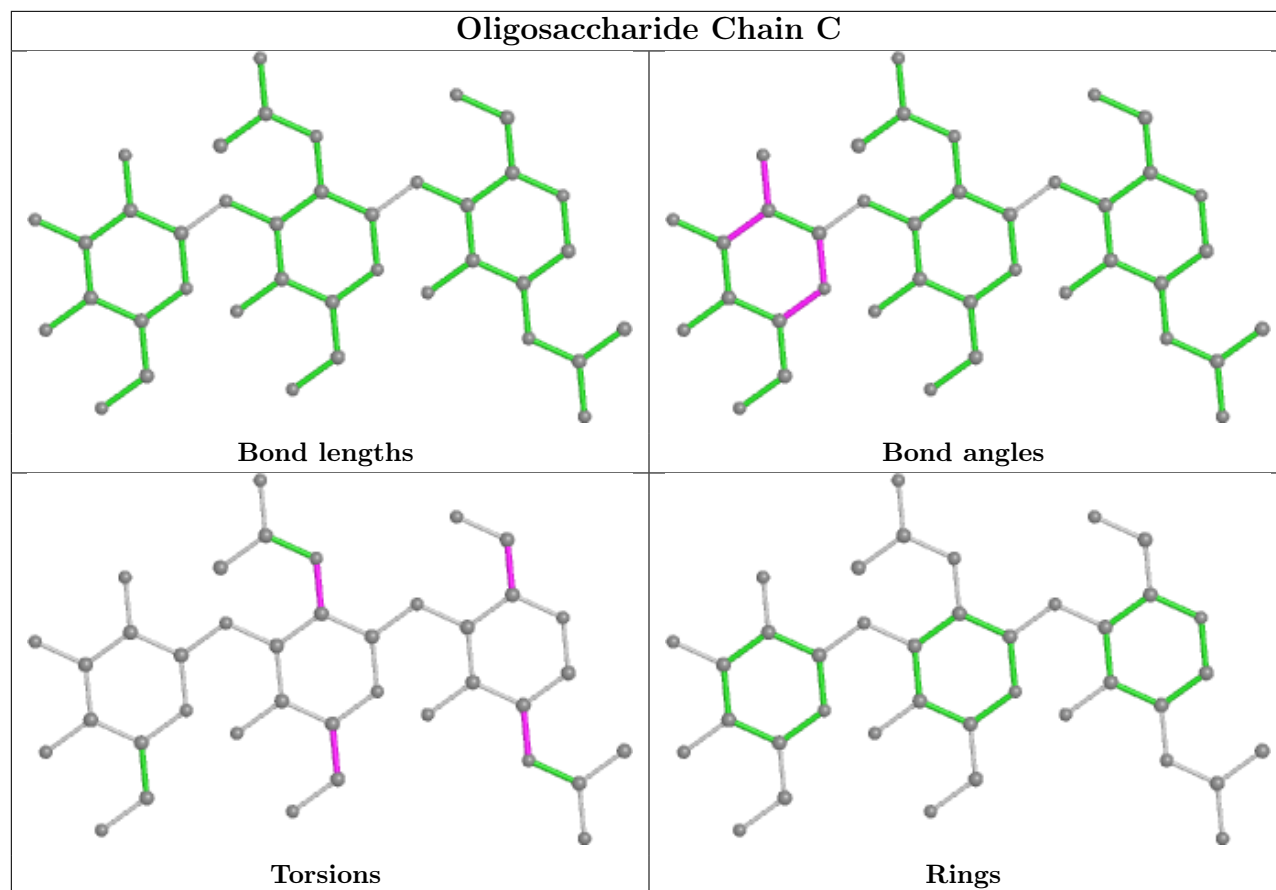 Oligosaccharide Chain C
Bond lengths
Bond angles
Torsions
Rings